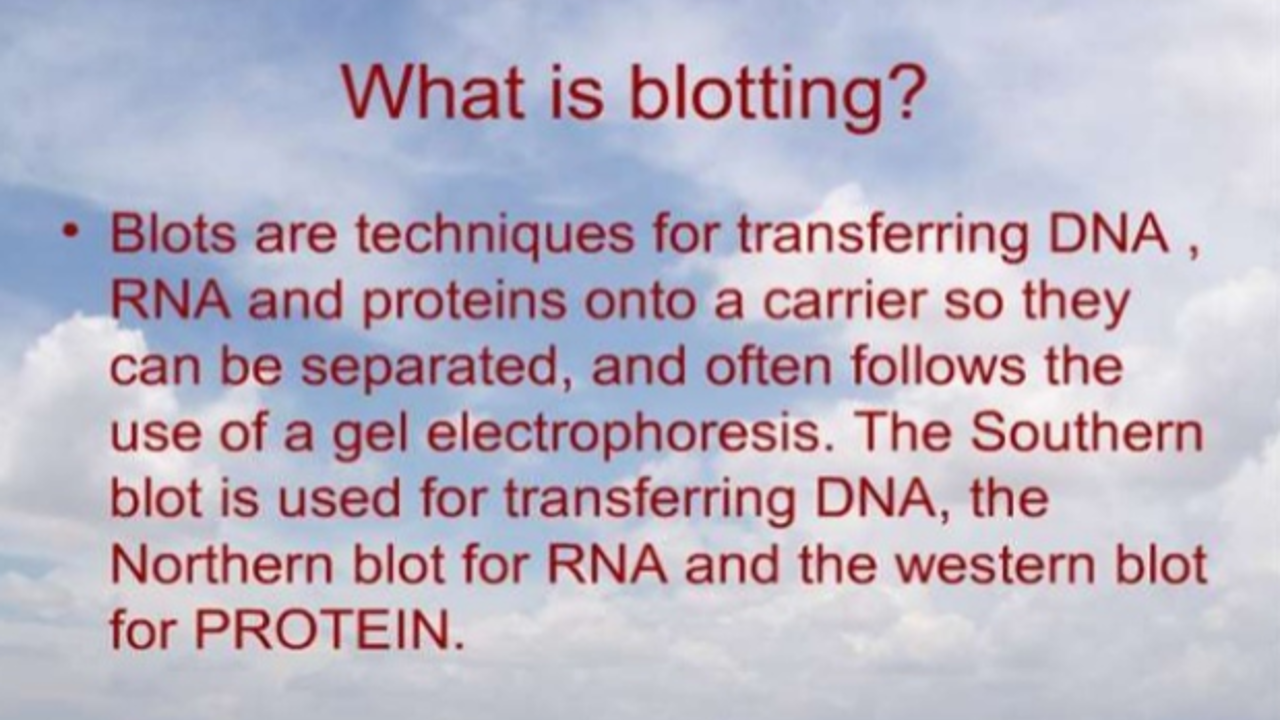 What is blotting?
• Blots are techniques for transferring DNA ,
RNA and proteins onto a carrier so they
can be separated, and often follows the
use of a gel electrophoresis. The Southern
blot is used for transferring DNA, the
Northern blot for RNA and the western blot
for PROTEIN.